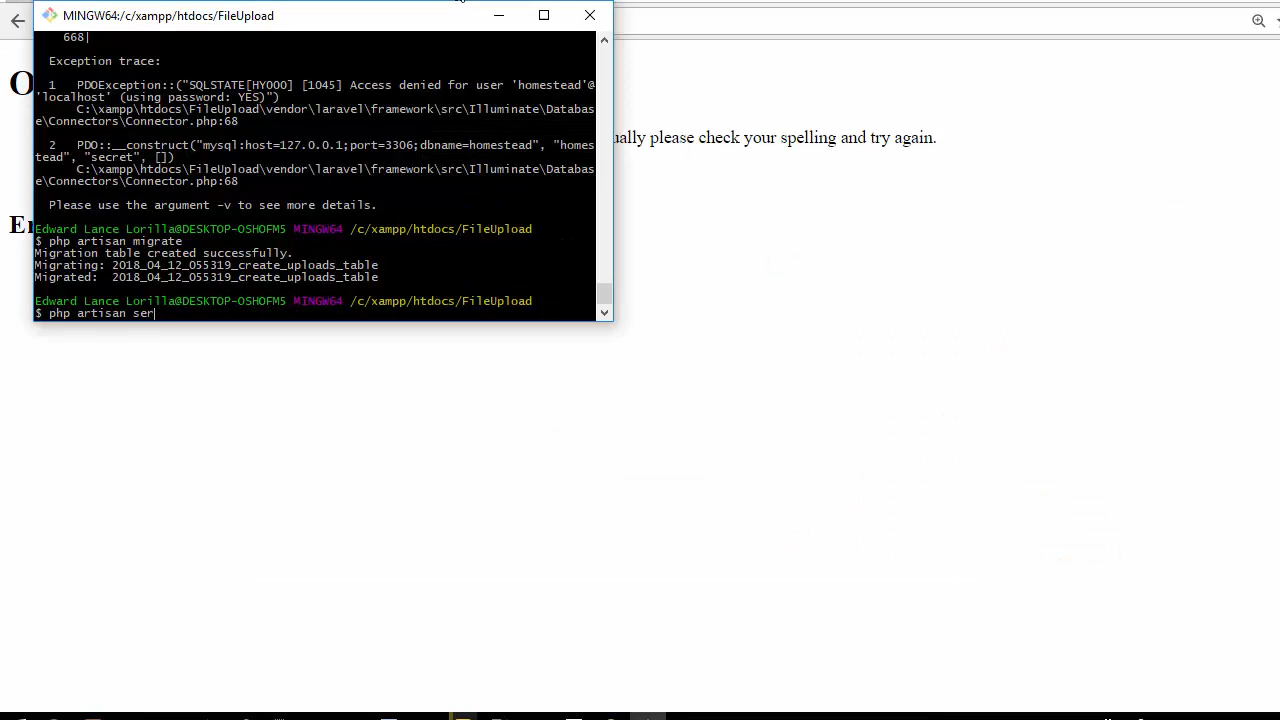 MINGW64:/c/xampp/htdocs/FileUpload
668|
Exception trace:
1   PDOException::("SQLSTATE[HY000] [1045] Access denied for user 'homestead'@
'localhost' (using password: YES)")
C:\xampp\htdocs\FileUpload\vendor\laravel\framework\src\Illuminate\Databas
e\Connectors\Connector.php:68
2   PDO::__construct("mysql:host=127.0.0.1;port=3306;dbname=homestead", "homes
tead", "secret", [])
C:\xampp\htdocs\FileUpload\vendor\laravel\framework\src\Illuminate\Databas
e\Connectors\Connector.php:68
Please use the argument -v to see more details.
Edward Lance Lorilla@DESKTOP-OSHOFM5 MINGW64 /c/xampp/htdocs/FileUpload
$ php artisan migrate
Migration table created successfully.
Migrating: 2018_04_12_055319_create_uploads_table
Migrated:  2018_04_12_055319_create_uploads_table
Edward Lance Lorilla@DESKTOP-OSHOFM5 MINGW64 /c/xampp/htdocs/FileUpload
$ php artisan ser
O
ually please check your spelling and try again.
Er